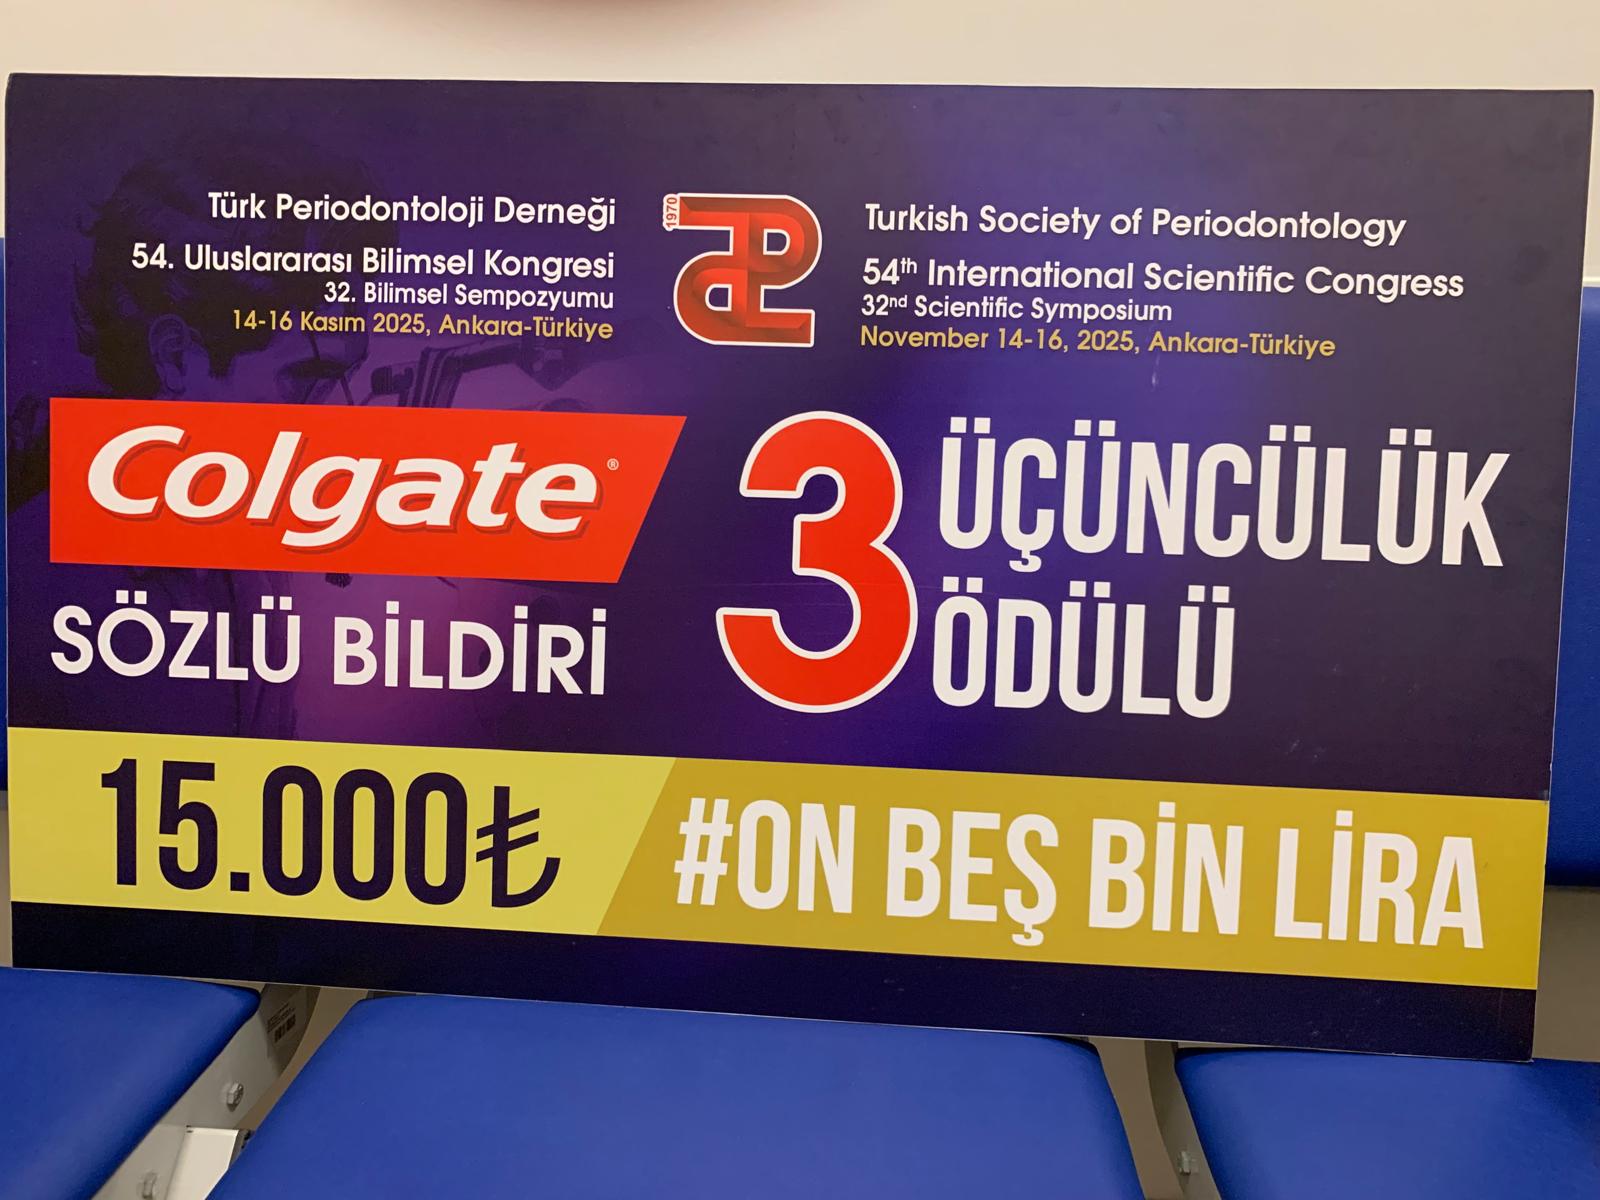 Türk Periodontoloji Derneği
54. Uluslararası Bilimsel Kongresi
32. Bilimsel Sempozyumu
14-16 Kasım 2025, Ankara-Türkiye
1970
Turkish Society of Periodontology
54th International Scientific Congress
32nd Scientific Symposium
November 14-16, 2025, Ankara-Türkiye
Colgate®
SÖZLÜ BİLDİRİ
3
ÜÇÜNCÜLÜK
ÖDÜLÜ
15.000₺
#ON BEŞ BİN LİRA